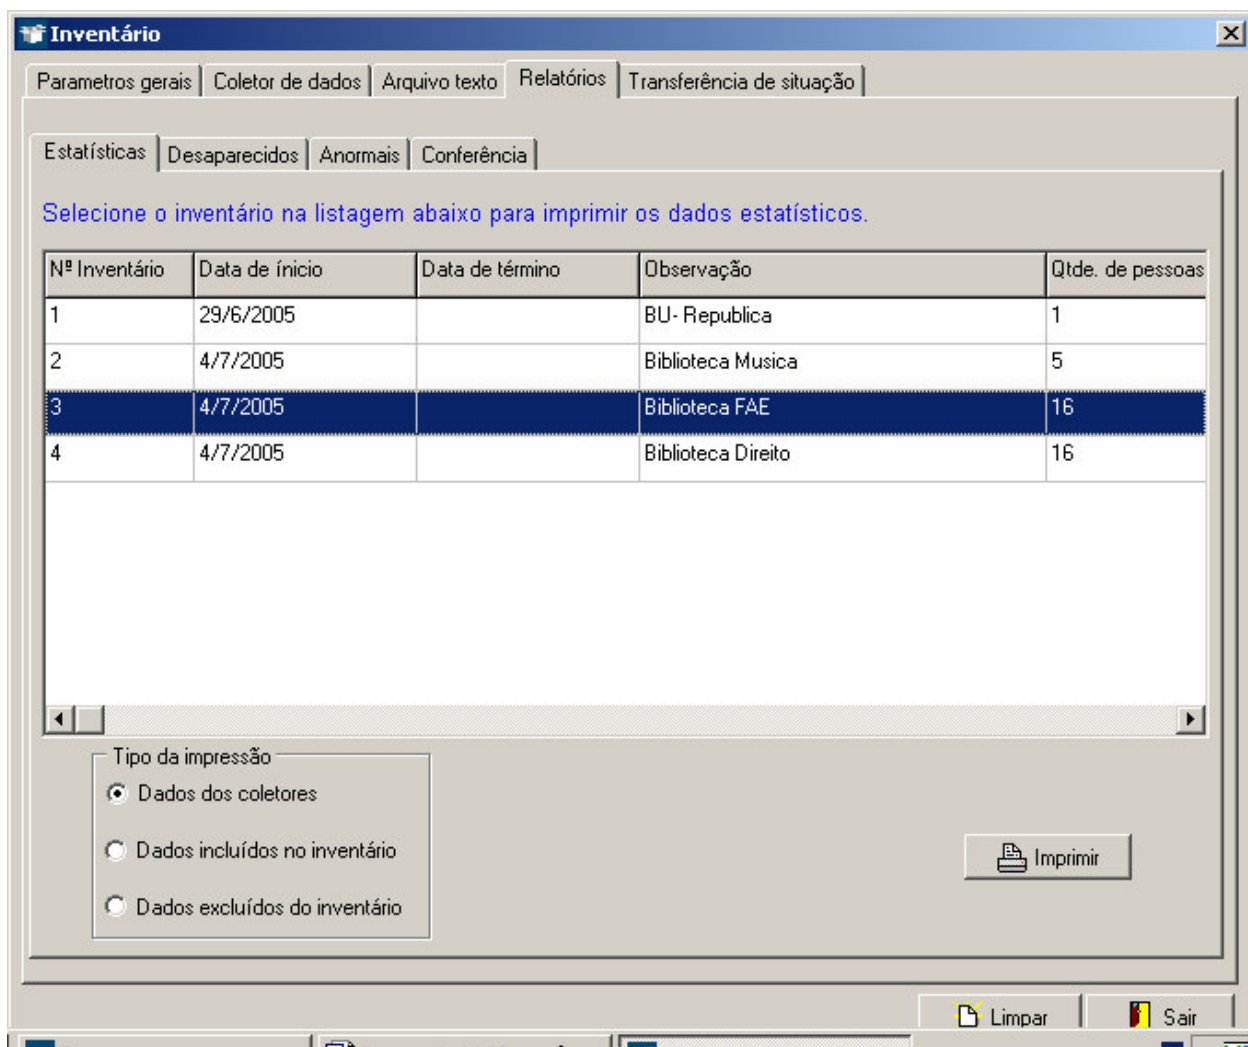 Inventário
Parametros gerais Coletor de dados Arquivo texto Relatórios Transferência de situação
Estatísticas Desaparecidos Anormais Conferência
Selecione o inventário na listagem abaixo para imprimir os dados estatísticos.
Nº Inventário Data de ínicio Data de término Observação Qtde. de pessoas
1 29/6/2005 BU- Republica 1
2 4/7/2005 Biblioteca Musica 5
3 4/7/2005 Biblioteca FAE 16
4 4/7/2005 Biblioteca Direito 16
Tipo da impressão
Dados dos coletores
Dados incluídos no inventário
Imprimir
Dados excluídos do inventário
Limpar Sair